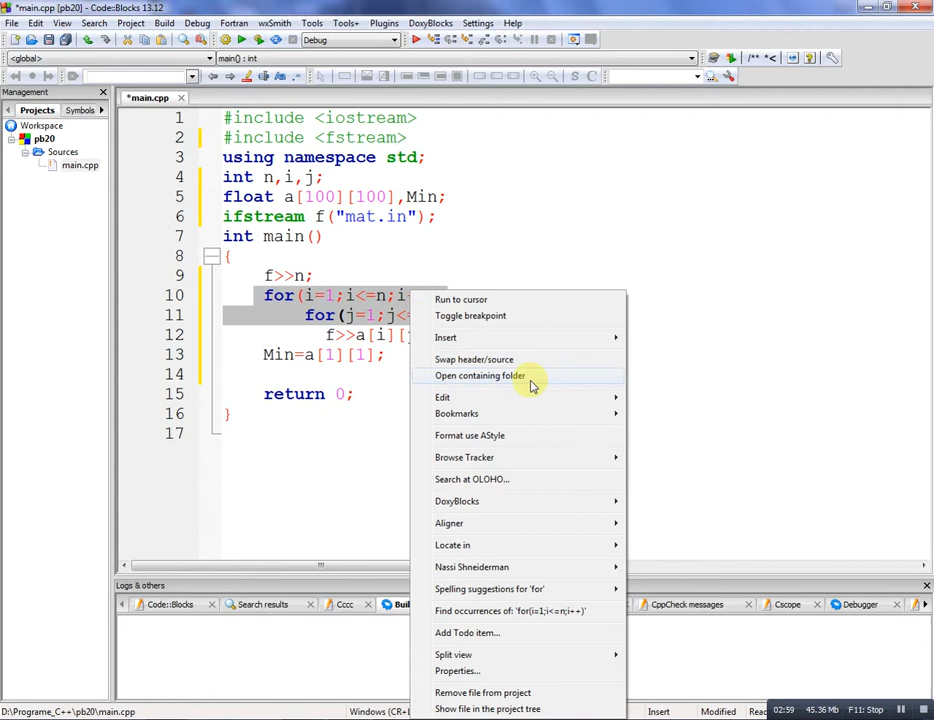 *main.cpp [pb20] - Code::Blocks 13.12
File Edit View Search Project Build Debug Fortran wxSmith Tools Tools+ Plugins DoxyBlocks Settings Help
Debug
<global> main() : int /** *<
S C
Management
Projects Symbols
Workspace
pb20
Sources
main.cpp
*main.cpp
1 #include <iostream>
2 #include <fstream>
3 using namespace std;
4 int n,i,j;
5 float a[100][100],Min;
6 ifstream f("mat.in");
7 int main()
8 {
9 f>>n;
10 for(i=1;i<=n;i
11 for(j=1;j<=
12 f>>a[i][j
13 Min=a[1][1];
14
15 return 0;
16 }
17
Run to cursor
Toggle breakpoint
Insert
Swap header/source
Open containing folder
Edit
Bookmarks
Format use AStyle
Browse Tracker
Search at OLOHO...
DoxyBlocks
Aligner
Locate in
Nassi Shneiderman
Spelling suggestions for 'for'
Find occurrences of: 'for(i=1;i<=n;i++)'
Add Todo item...
Split view
Properties...
Remove file from project
Show file in the project tree
Logs & others
Code::Blocks Search results Cccc Buil CppCheck messages Cscope Debugger
D:\Programe_C++\pb20\main.cpp Windows (CR+L Insert Modified Rea
02:59 45.36 Mb F11: Stop